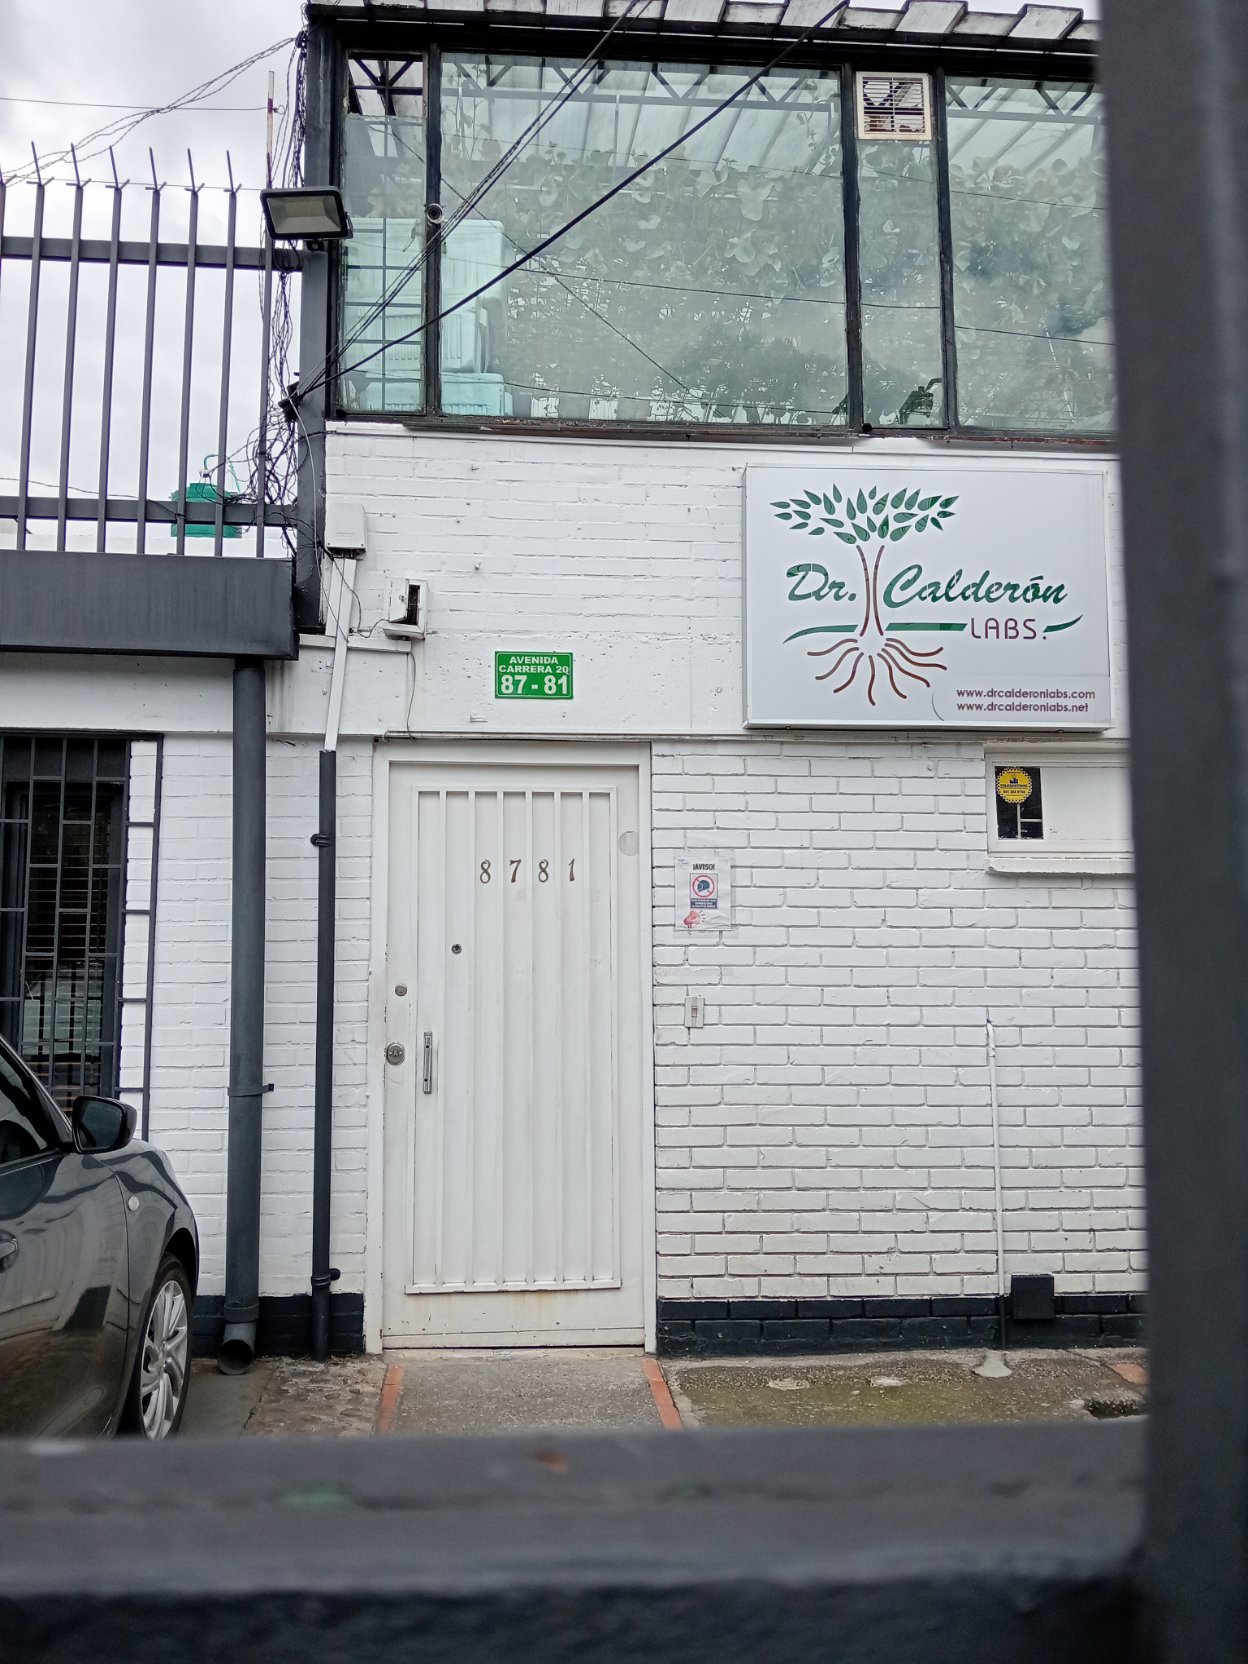 Dr. Calderón
LABS.
www.drcalderonlabs.com
www.drcalderonlabs.net
AVENIDA
CARRERA 20
87 - 81
8781
¡AVISO!